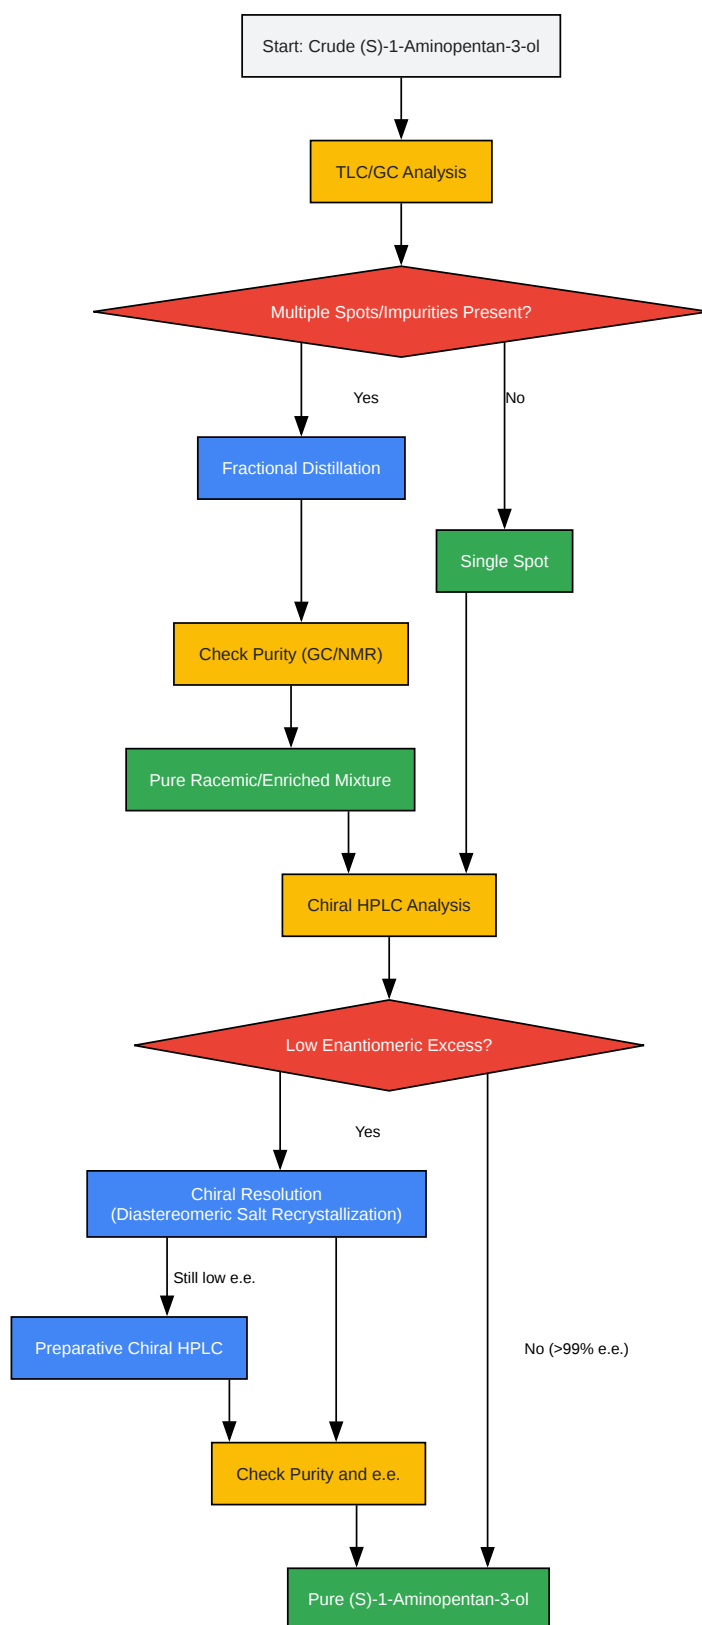 Start: Crude (S)-1-Aminopentan-3-ol
TLC/GC Analysis
Multiple Spots/Impurities Present?
Yes
No
Fractional Distillation
Single Spot
Check Purity (GC/NMR)
Pure Racemic/Enriched Mixture
Chiral HPLC Analysis
Low Enantiomeric Excess?
Yes
Chiral Resolution
(Diastereomeric Salt Recrystallization)
Still low e.e.
Preparative Chiral HPLC
No (>99% e.e.)
Check Purity and e.e.
Pure (S)-1-Aminopentan-3-ol